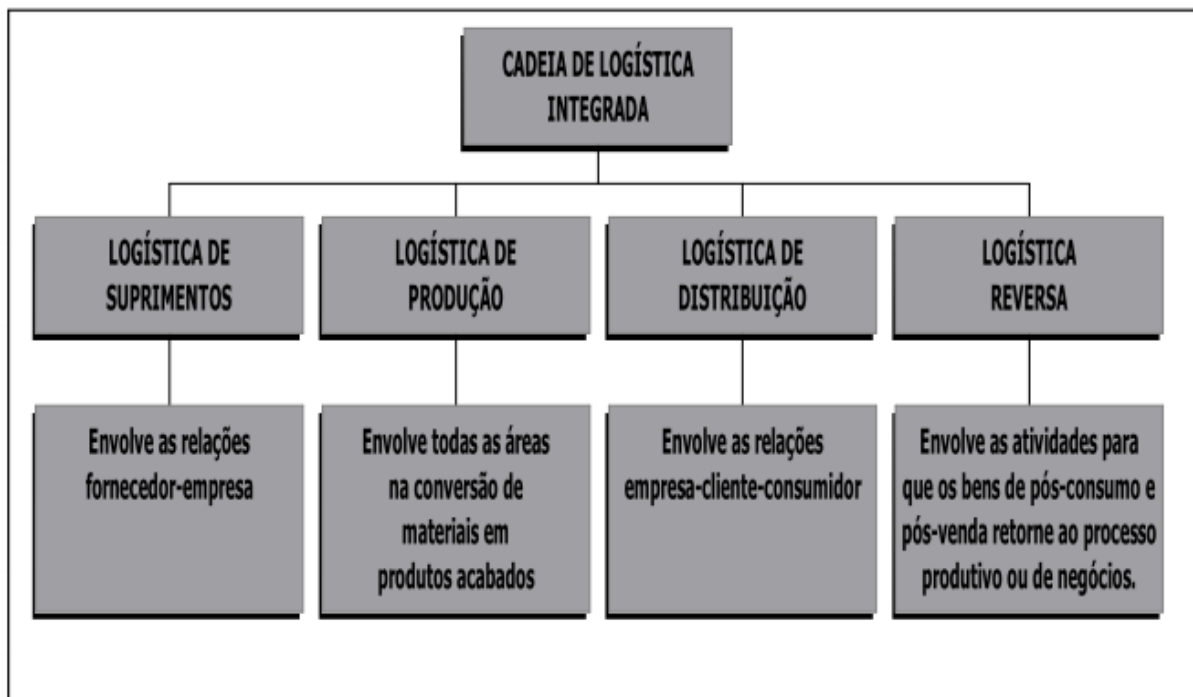 CADEIA DE LOGÍSTICA
INTEGRADA
LOGÍSTICA DE
SUPRIMENTOS
LOGÍSTICA DE
PRODUÇÃO
LOGÍSTICA DE
DISTRIBUIÇÃO
LOGÍSTICA
REVERSA
Envolve as relações
fornecedor-empresa
Envolve todas as áreas
na conversão de
materiais em
produtos acabados
Envolve as relações
empresa-cliente-consumidor
Envolve as atividades para
que os bens de pós-consumo e
pós-venda retorne ao processo
produtivo ou de negócios.